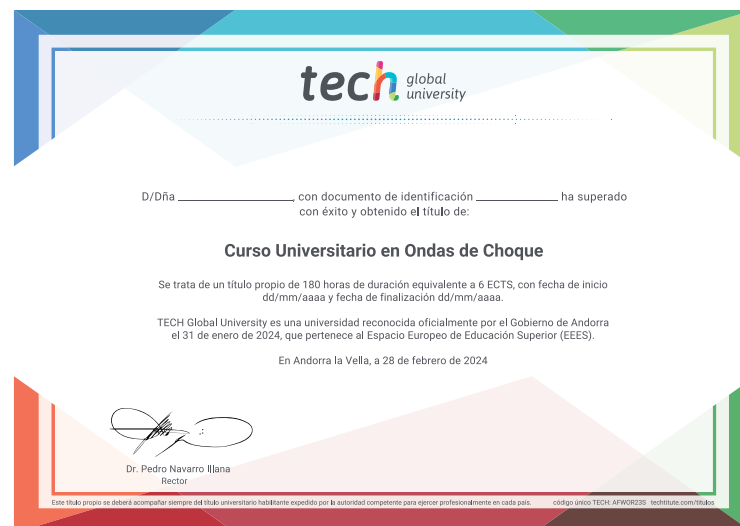 tech global university
D/Dña ____________________, con documento de identificación ______________ ha superado
con éxito y obtenido el título de:
Curso Universitario en Ondas de Choque
Se trata de un título propio de 180 horas de duración equivalente a 6 ECTS, con fecha de inicio
dd/mm/aaaa y fecha de finalización dd/mm/aaaa.
TECH Global University es una universidad reconocida oficialmente por el Gobierno de Andorra
el 31 de enero de 2024, que pertenece al Espacio Europeo de Educación Superior (EEES).
En Andorra la Vella, a 28 de febrero de 2024
Dr. Pedro Navarro Illana
Rector
Este título propio se deberá acompañar siempre del título universitario habilitante expedido por la autoridad competente para ejercer profesionalmente en cada país. código único TECH: AFWOR23S techtitute.com/títulos